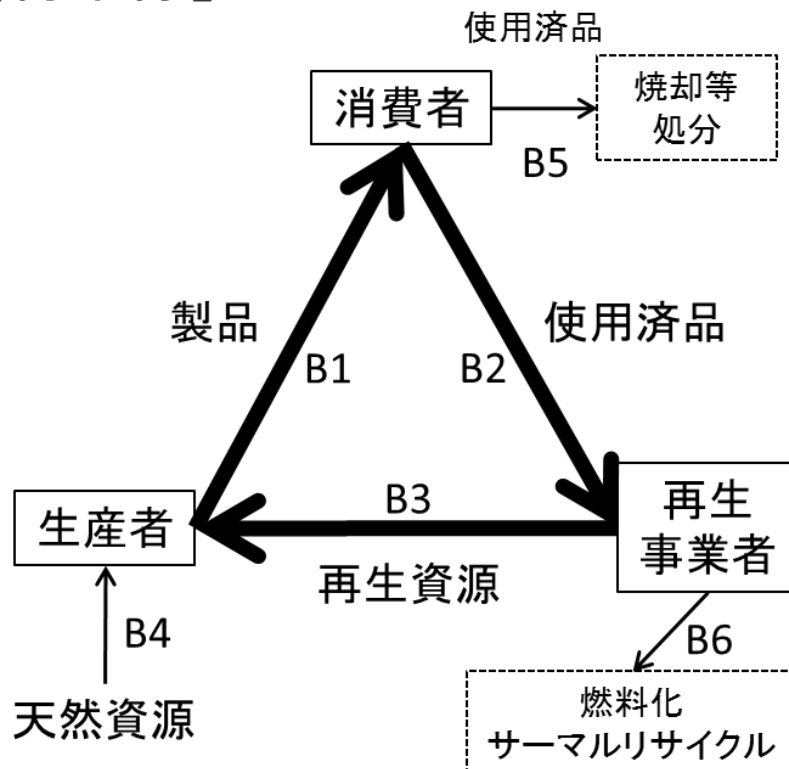 使用済品
消費者
焼却等
処分
B5
製品
使用済品
B1
B2
B3
生産者
再生
事業者
再生資源
B4
B6
天然資源
燃料化
サーマルリサイクル